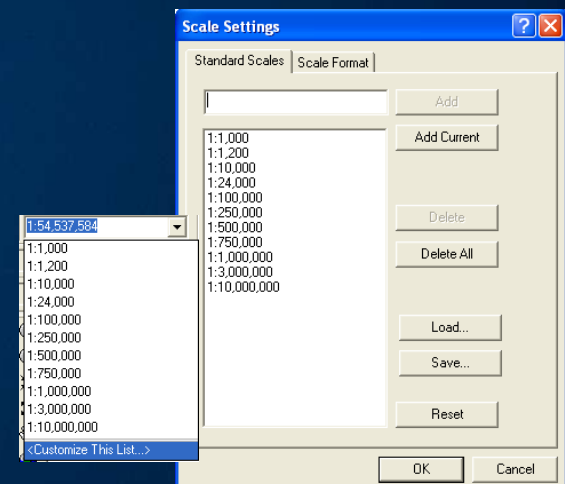 Scale Settings
Standard Scales
Scale Format
Add
1:1,000
1:1,200
1:10,000
1:24,000
1:100,000
1:250,000
1:500,000
1:750,000
1:1,000,000
1:3,000,000
1:10,000,000
Add Current
Delete
Delete All
Load...
Save...
Reset
OK
Cancel
1:54,537,584
1:1,000
1:1,200
1:10,000
1:24,000
1:100,000
1:250,000
1:500,000
1:750,000
1:1,000,000
1:3,000,000
1:10,000,000
<Customize This List...>